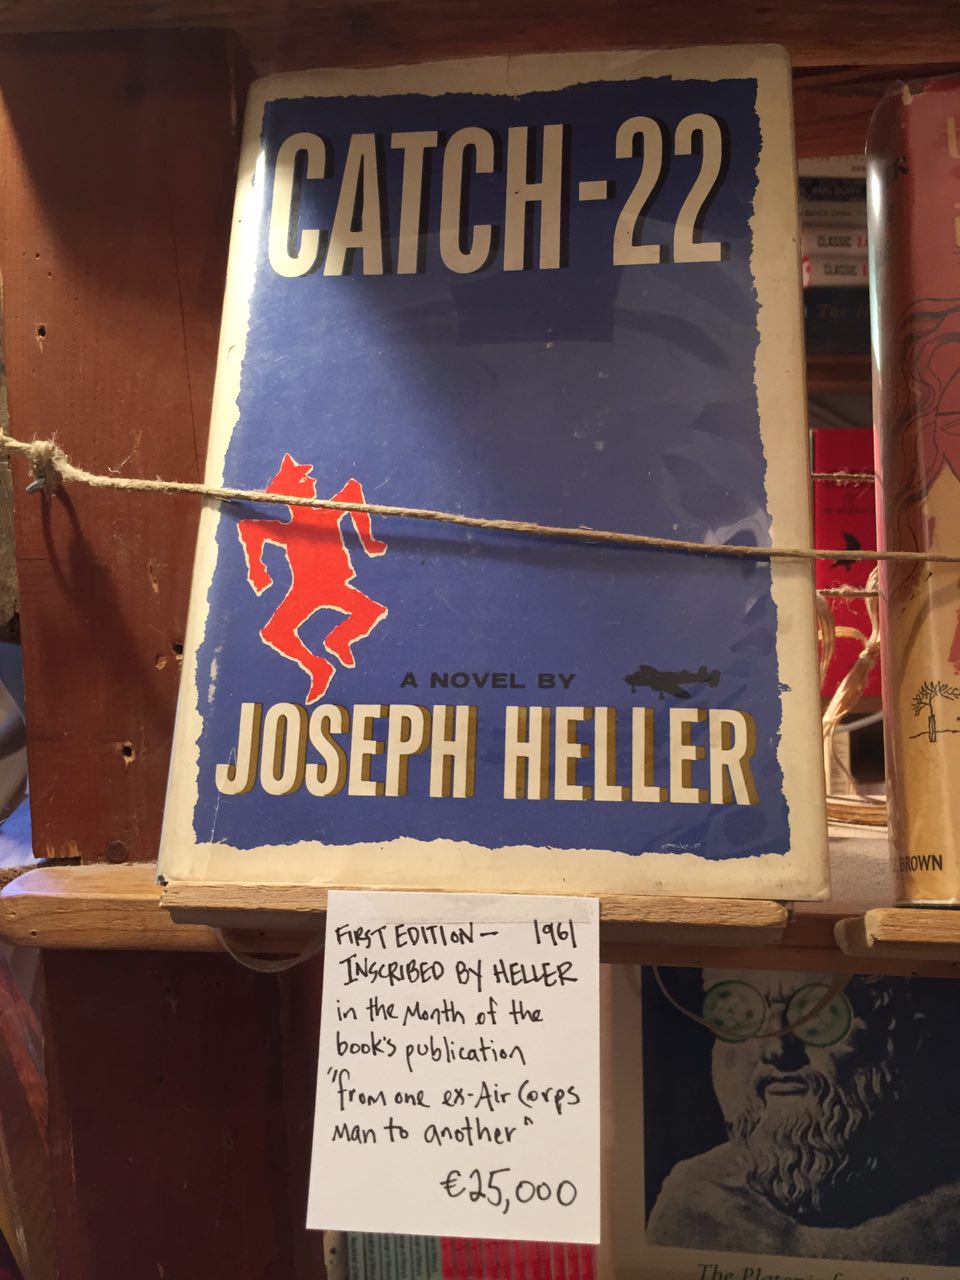 CATCH-22
A NOVEL BY
JOSEPH HELLER
FIRST EDITION — 1961
INSCRIBED BY HELLER
in the Month of the
book's publication
"from one ex-Air Corps
Man to another"
€25,000
CLASSIC
CLASSIC
BROWN